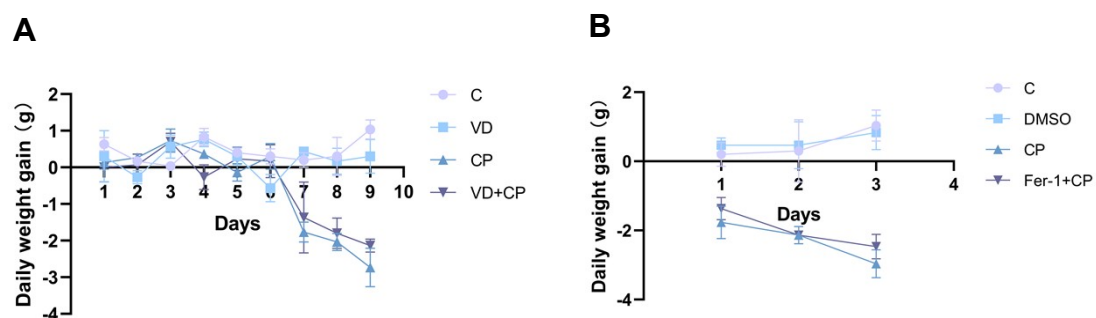 A
Daily weight gain（g）
2
1
0
-1
-2
-3
-4
1 2 3 4 5 6 7 8 9 10
Days
C
VD
CP
VD+CP
B
Daily weight gain（g）
2
0
-2
-4
1 2 3 4
Days
C
DMSO
CP
Fer-1+CP